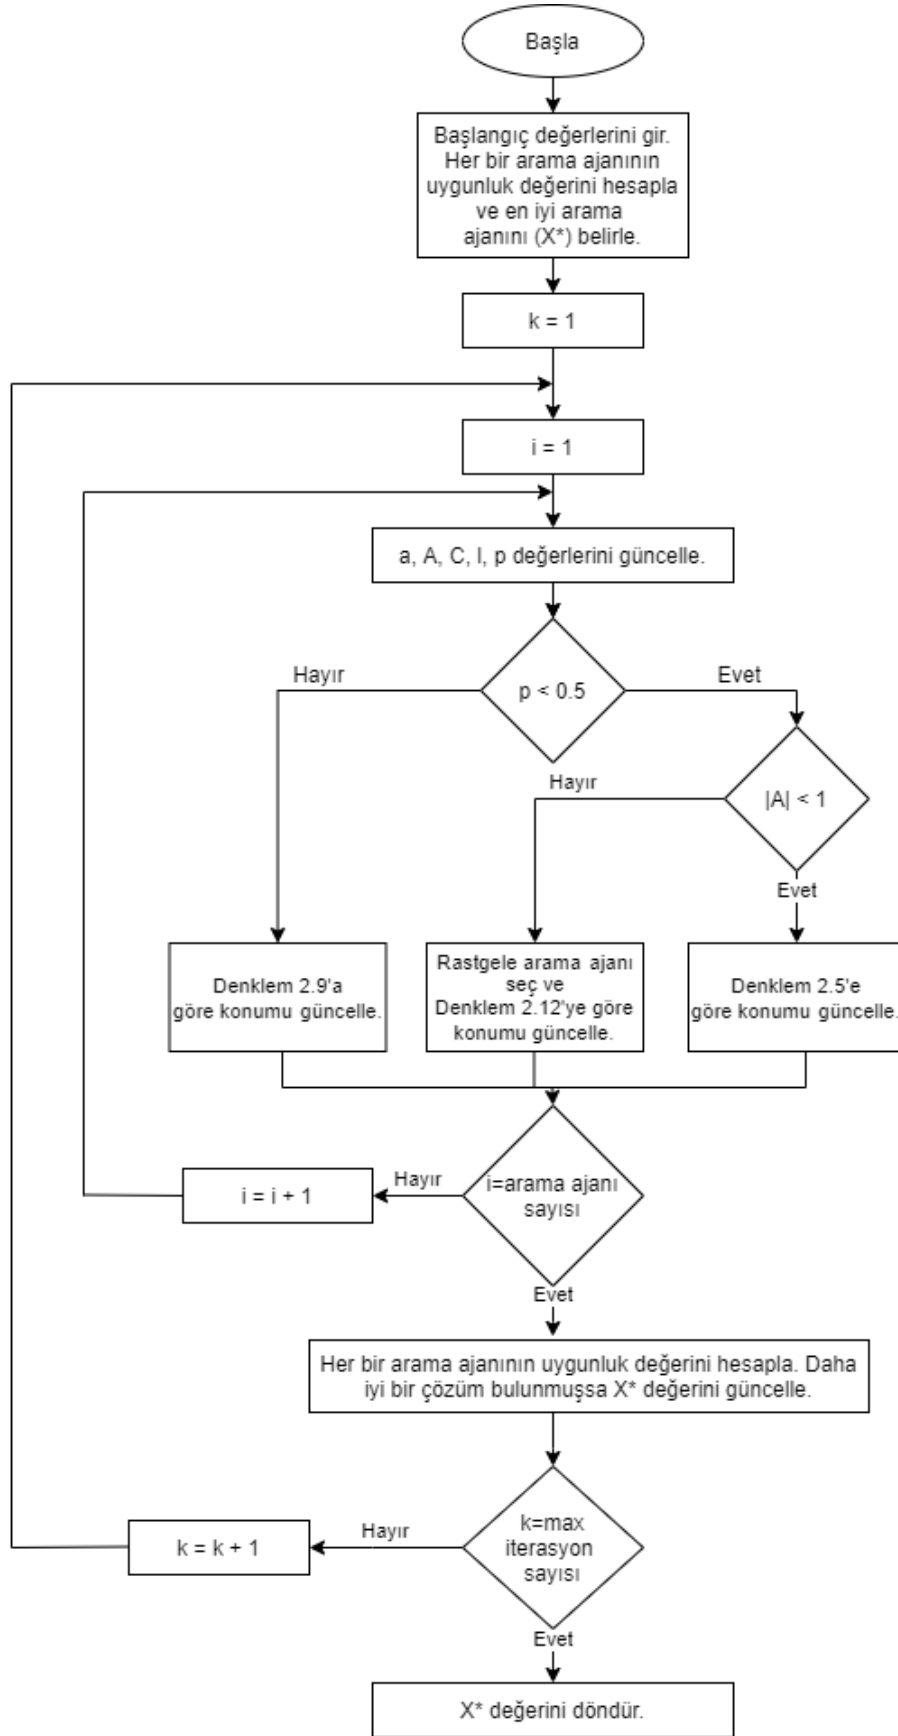 Başla
Başlangıç değerlerini gir.
Her bir arama ajanının
uygunluk değerini hesapla
ve en iyi arama
ajanını (X*) belirle.
k = 1
i = 1
a, A, C, l, p değerlerini güncelle.
p < 0.5
Hayır
Evet
|A| < 1
Hayır
Evet
Denklem 2.9'a
göre konumu güncelle.
Rastgele arama ajanı
seç ve
Denklem 2.12'ye göre
konumu güncelle.
Denklem 2.5'e
göre konumu güncelle.
i=arama ajanı
sayısı
Hayır
i = i + 1
Evet
Her bir arama ajanının uygunluk değerini hesapla. Daha
iyi bir çözüm bulunmuşsa X* değerini güncelle.
k=max
iterasyon
sayısı
Hayır
k = k + 1
Evet
X* değerini döndür.